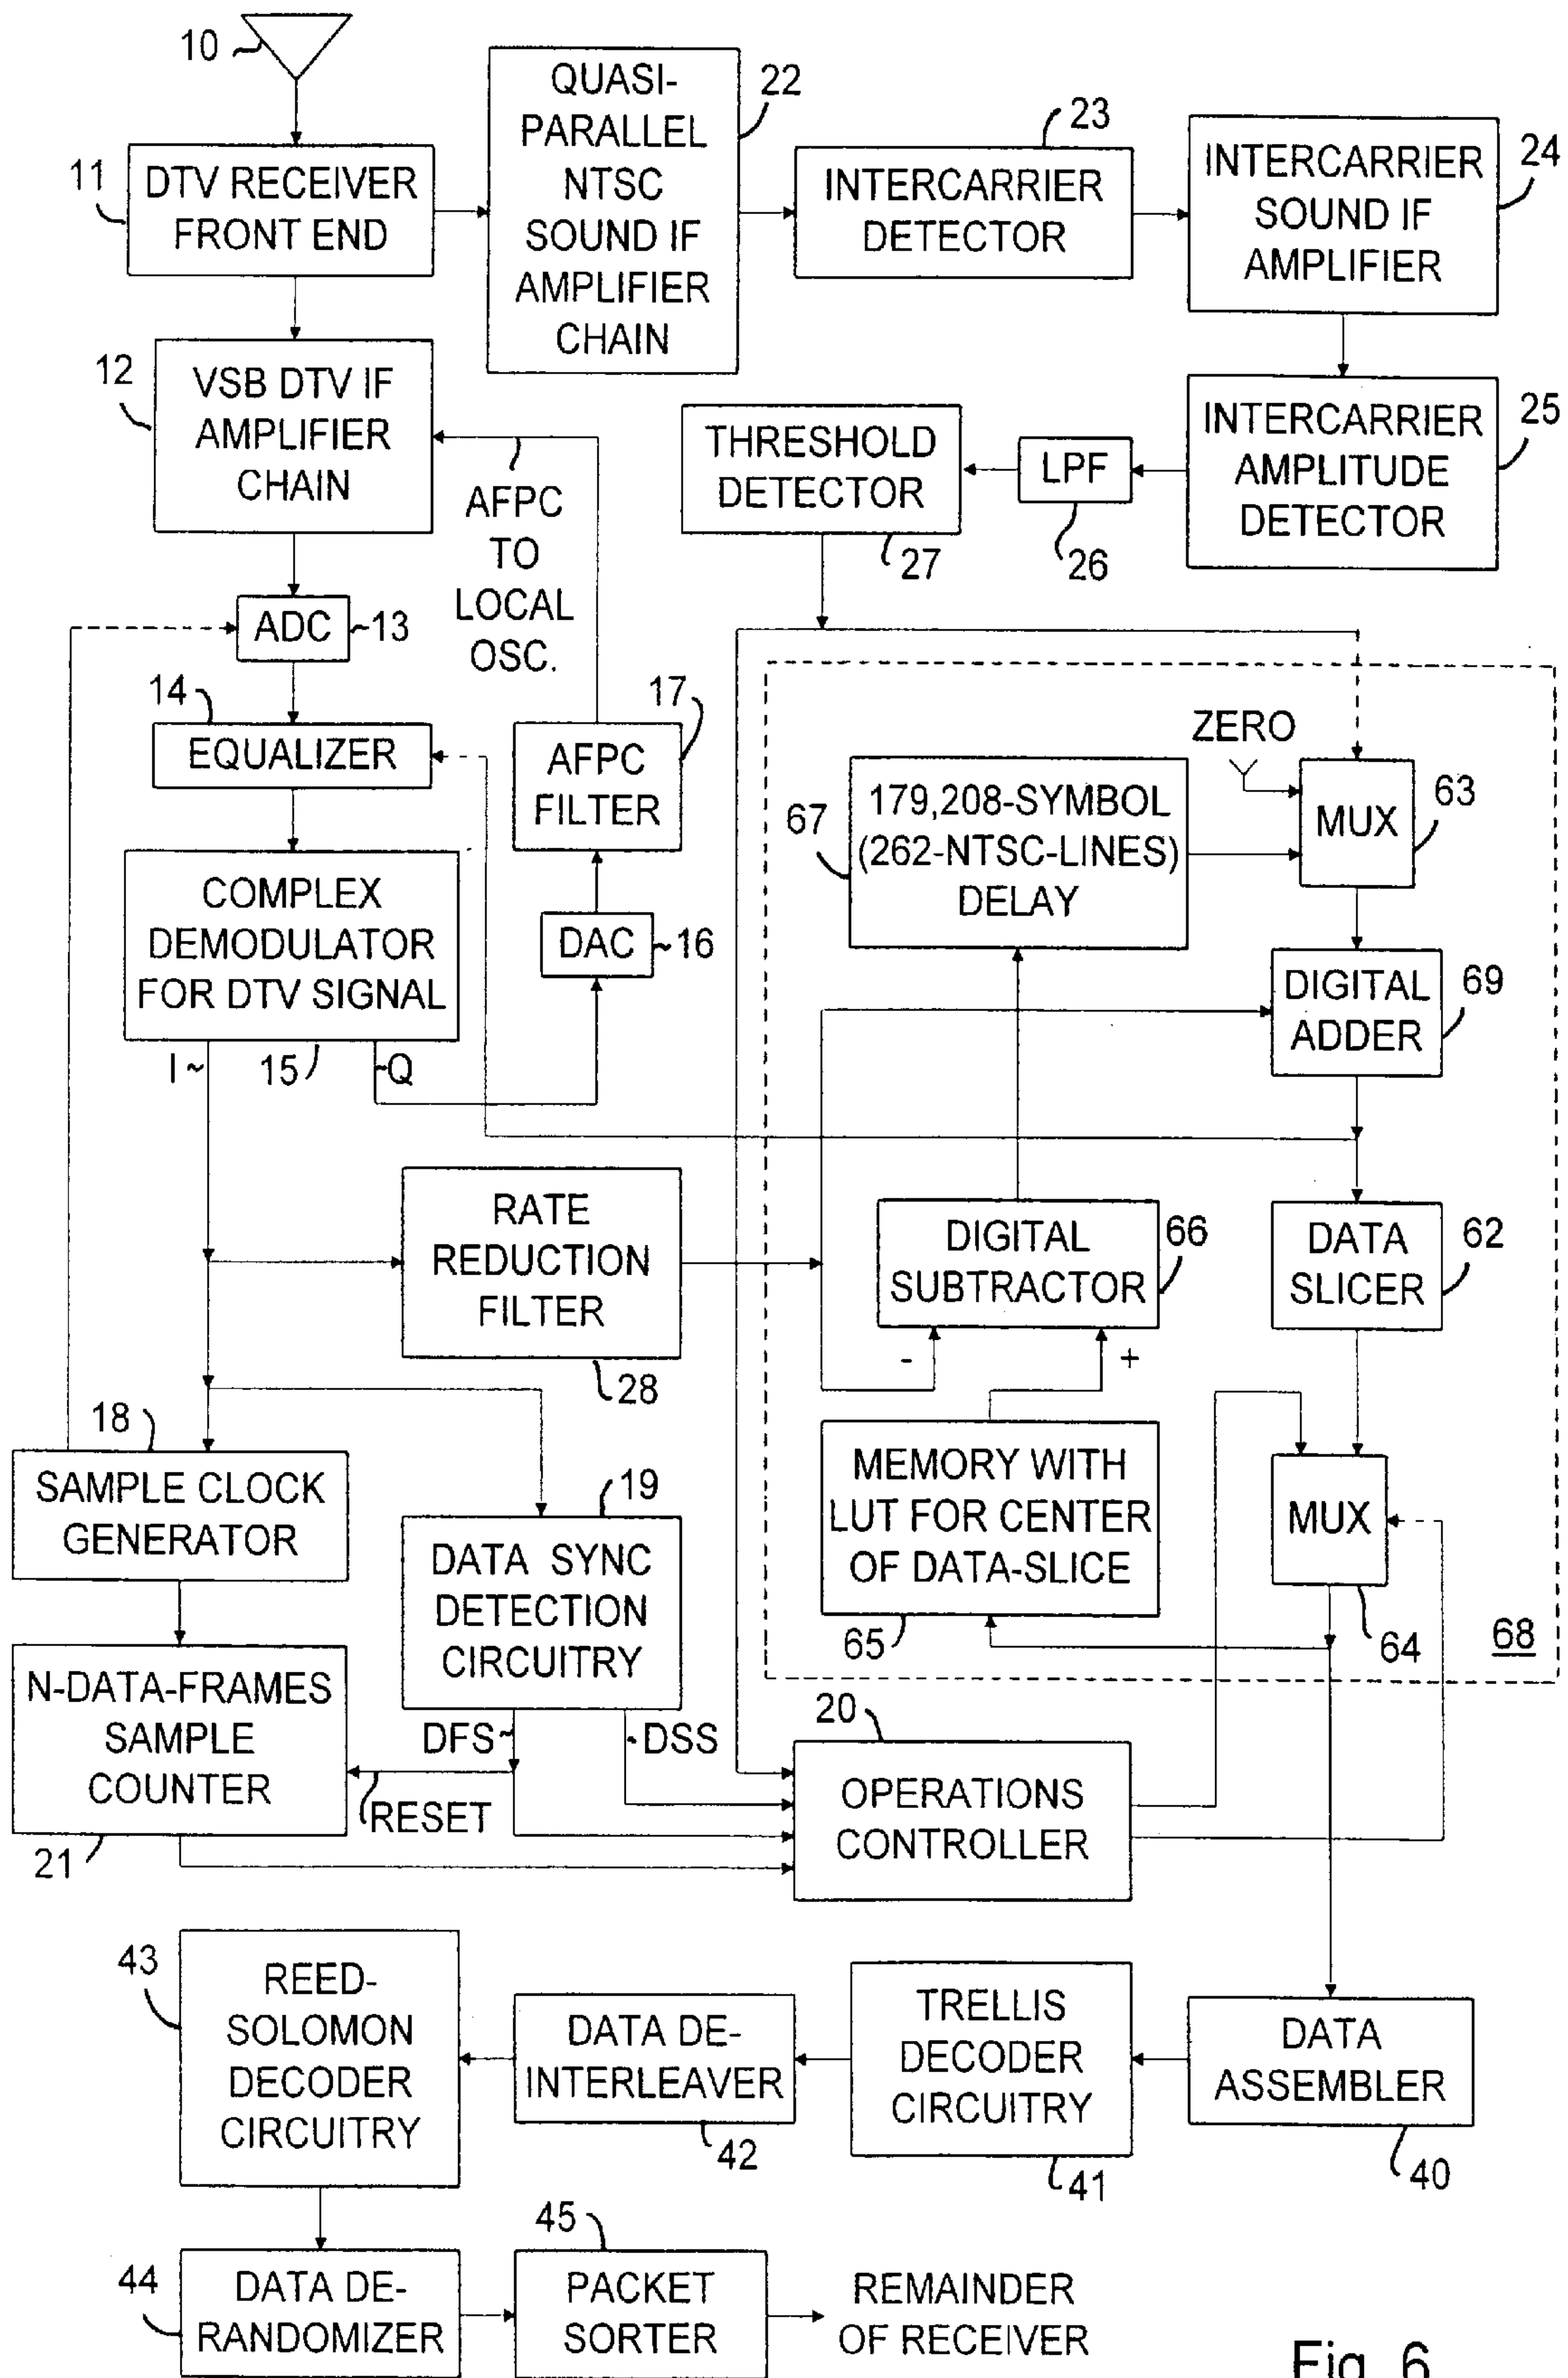 10
11
DTV RECEIVER
FRONT END
QUASI-
PARALLEL
NTSC
SOUND IF
AMPLIFIER
CHAIN
22
23
INTERCARRIER
DETECTOR
INTERCARRIER
SOUND IF
AMPLIFIER
24
12
VSB DTV IF
AMPLIFIER
CHAIN
AFPC
TO
LOCAL
OSC.
THRESHOLD
DETECTOR
27
LPF
26
INTERCARRIER
AMPLITUDE
DETECTOR
25
ADC
13
14
EQUALIZER
17
AFPC
FILTER
ZERO
67
179,208-SYMBOL
(262-NTSC-LINES)
DELAY
MUX
63
COMPLEX
DEMODULATOR
FOR DTV SIGNAL
DAC
16
DIGITAL
ADDER
69
I
15
Q
RATE
REDUCTION
FILTER
28
DIGITAL
SUBTRACTOR
66
-
+
DATA
SLICER
62
18
SAMPLE CLOCK
GENERATOR
19
DATA SYNC
DETECTION
CIRCUITRY
MEMORY WITH
LUT FOR CENTER
OF DATA-SLICE
65
MUX
64
68
N-DATA-FRAMES
SAMPLE
COUNTER
21
DFS
DSS
RESET
20
OPERATIONS
CONTROLLER
43
REED-
SOLOMON
DECODER
CIRCUITRY
DATA DE-
INTERLEAVER
42
TRELLIS
DECODER
CIRCUITRY
41
DATA
ASSEMBLER
40
44
DATA DE-
RANDOMIZER
45
PACKET
SORTER
REMAINDER
OF RECEIVER
Fig. 6